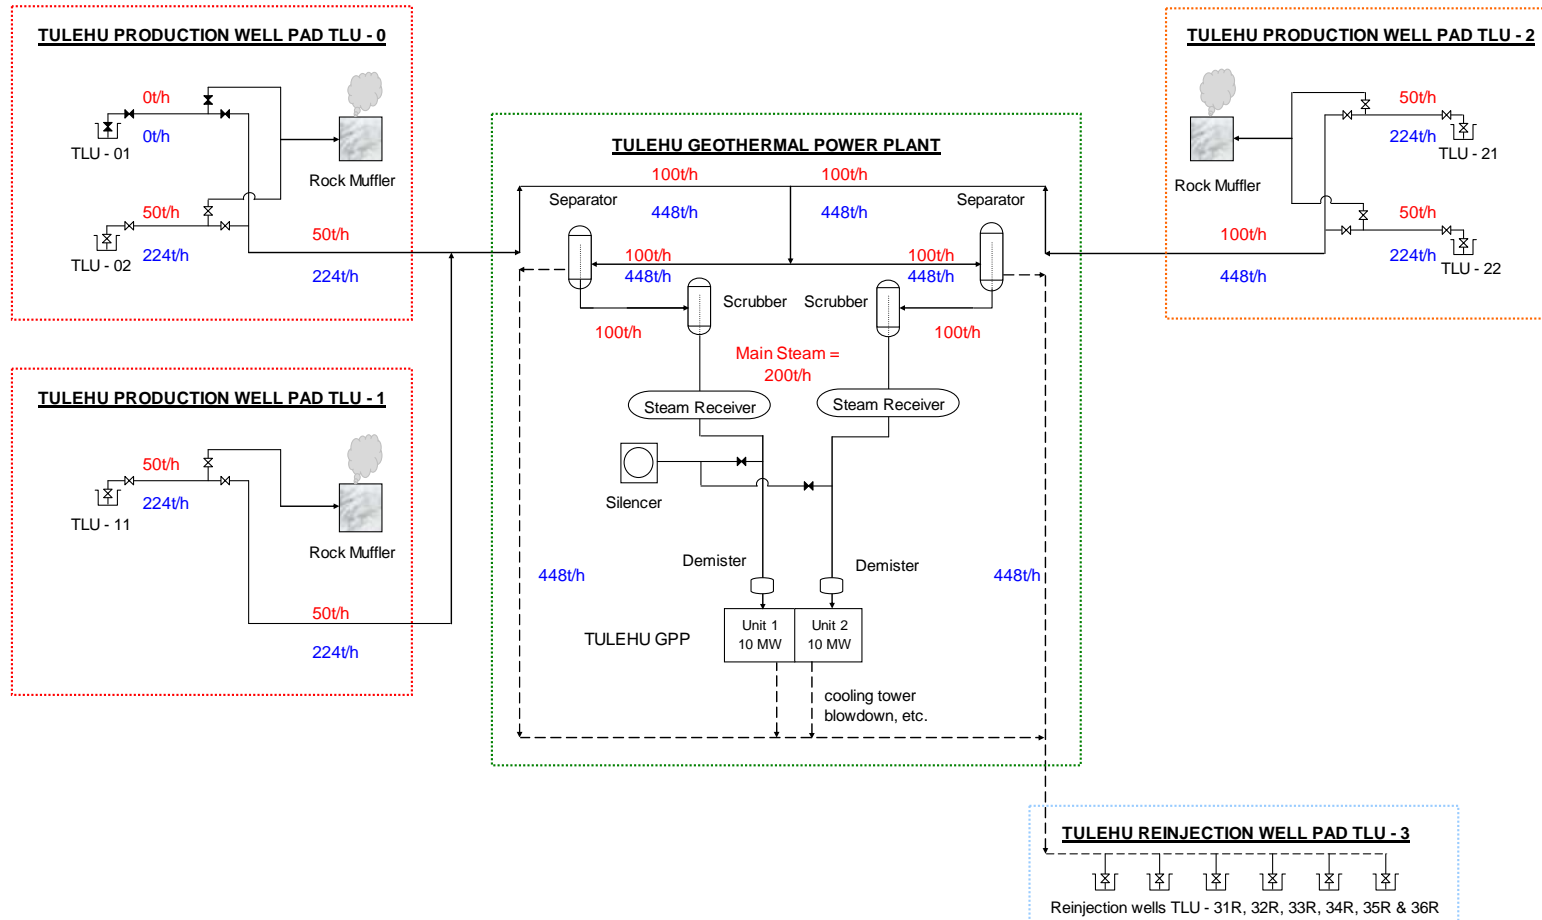 TULEHU PRODUCTION WELL PAD TLU - 0
0t/h
0t/h
TLU - 01
Rock Muffler
50t/h
224t/h
TLU - 02
50t/h
224t/h
TULEHU PRODUCTION WELL PAD TLU - 1
50t/h
224t/h
TLU - 11
Rock Muffler
50t/h
224t/h
TULEHU GEOTHERMAL POWER PLANT
100t/h
100t/h
Separator
Separator
448t/h
448t/h
100t/h
100t/h
448t/h
448t/h
Scrubber
Scrubber
100t/h
100t/h
Main Steam =
200t/h
Steam Receiver
Steam Receiver
Silencer
Demister
Demister
448t/h
448t/h
TULEHU GPP
Unit 1
10 MW
Unit 2
10 MW
cooling tower
blowdown, etc.
TULEHU PRODUCTION WELL PAD TLU - 2
50t/h
224t/h
TLU - 21
Rock Muffler
50t/h
224t/h
TLU - 22
100t/h
448t/h
TULEHU REINJECTION WELL PAD TLU - 3
Reinjection wells TLU - 31R, 32R, 33R, 34R, 35R & 36R